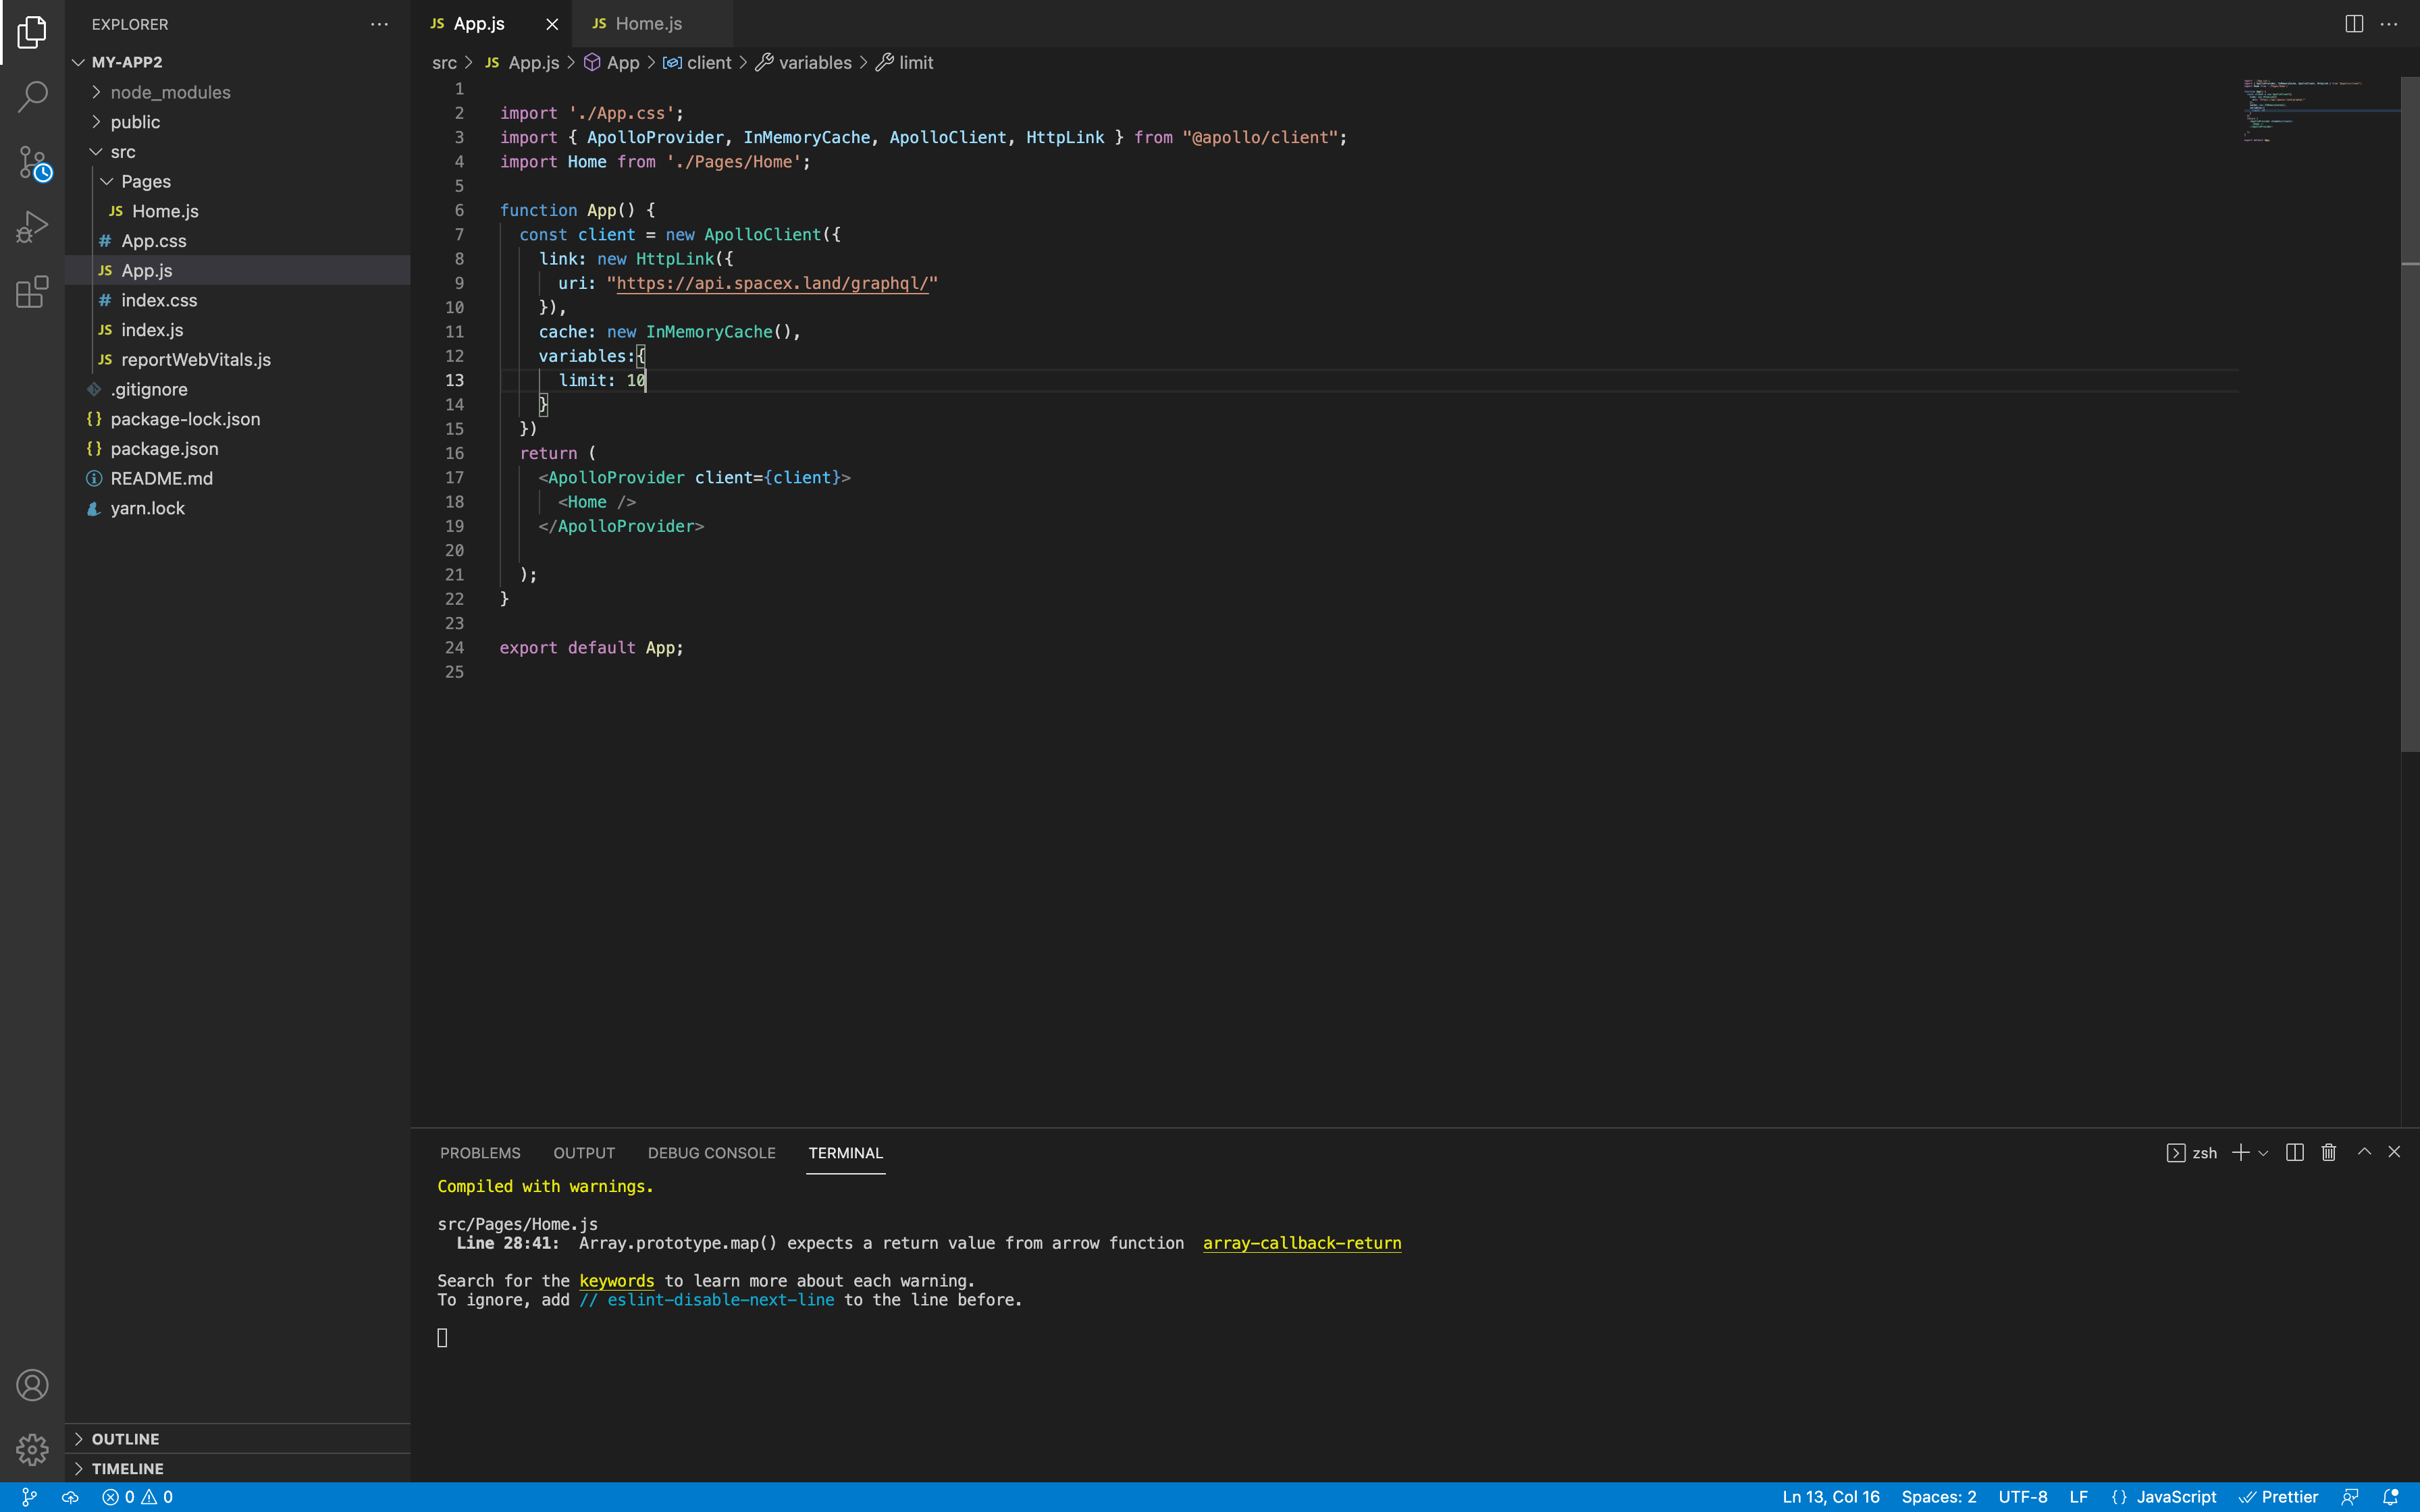 EXPLORER
MY-APP2
node_modules
public
src
Pages
JS Home.js
# App.css
JS App.js
# index.css
JS index.js
JS reportWebVitals.js
.gitignore
{} package-lock.json
{} package.json
README.md
yarn.lock
OUTLINE
TIMELINE
JS App.js
JS Home.js
src > JS App.js > App > client > variables > limit
1
2 import './App.css';
3 import { ApolloProvider, InMemoryCache, ApolloClient, HttpLink } from "@apollo/client";
4 import Home from './Pages/Home';
5
6 function App() {
7 const client = new ApolloClient({
8 link: new HttpLink({
9 uri: "https://api.spacex.land/graphql/"
10 }),
11 cache: new InMemoryCache(),
12 variables:{
13 limit: 10
14 }
15 })
16 return (
17 <ApolloProvider client={client}>
18 <Home />
19 </ApolloProvider>
20
21 );
22 }
23
24 export default App;
25
PROBLEMS OUTPUT DEBUG CONSOLE TERMINAL
zsh
Compiled with warnings.
src/Pages/Home.js
Line 28:41: Array.prototype.map() expects a return value from arrow function array-callback-return
Search for the keywords to learn more about each warning.
To ignore, add // eslint-disable-next-line to the line before.
0 0
Ln 13, Col 16 Spaces: 2 UTF-8 LF {} JavaScript Prettier